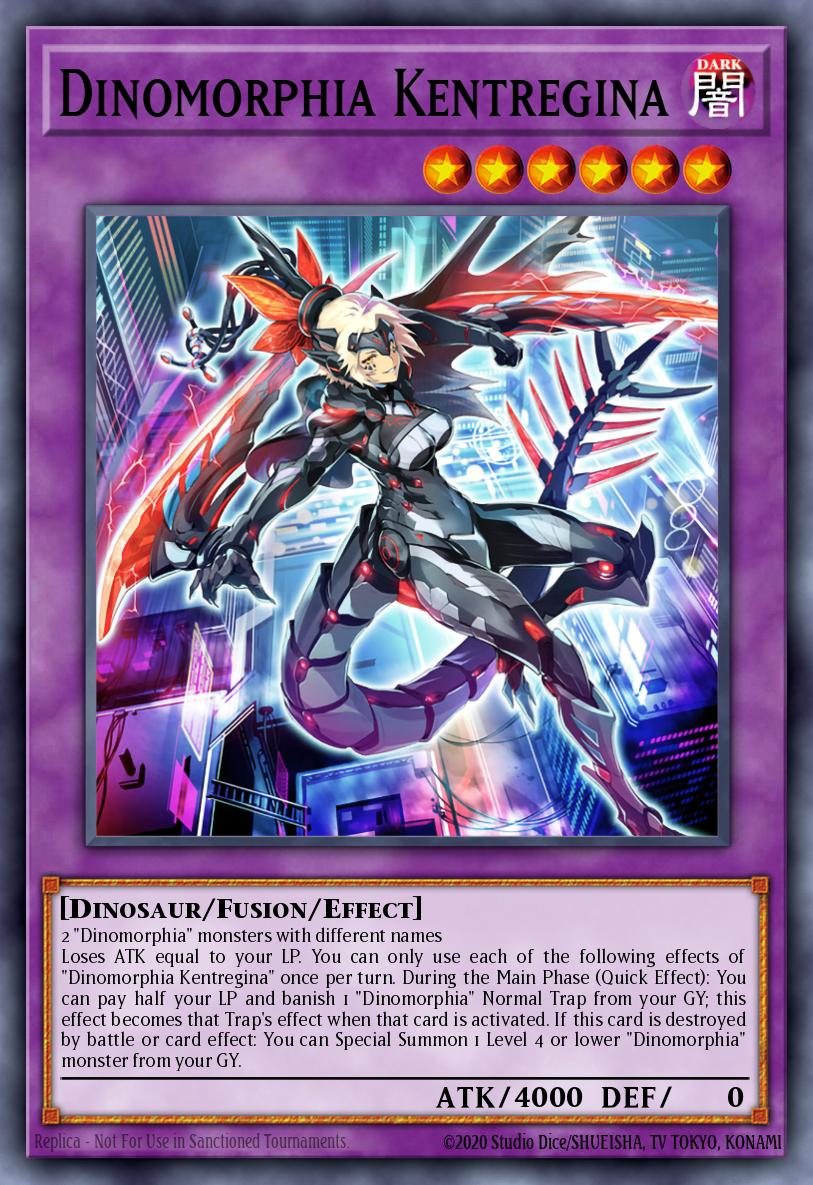 Dinomorphia Kentregina
DARK
闇
[Dinosaur/Fusion/Effect]
2 "Dinomorphia" monsters with different names
Loses ATK equal to your LP. You can only use each of the following effects of
"Dinomorphia Kentregina" once per turn. During the Main Phase (Quick Effect): You
can pay half your LP and banish 1 "Dinomorphia" Normal Trap from your GY; this
effect becomes that Trap's effect when that card is activated. If this card is destroyed
by battle or card effect: You can Special Summon 1 Level 4 or lower "Dinomorphia"
monster from your GY.
ATK/4000 DEF/ 0
Replica - Not For Use in Sanctioned Tournaments.
©2020 Studio Dice/SHUEISHA, TV TOKYO, KONAMI